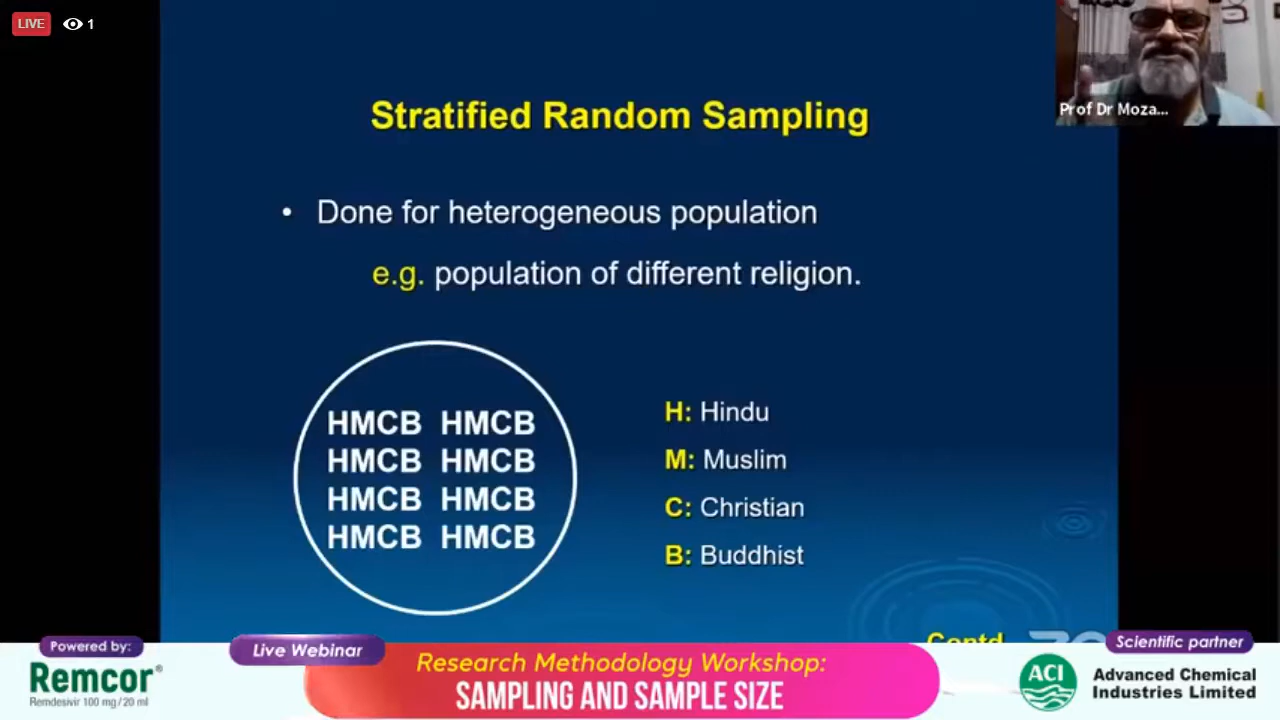 LIVE 1
Prof Dr Moza...
Stratified Random Sampling
• Done for heterogeneous population
e.g. population of different religion.
HMCB HMCB
HMCB HMCB
HMCB HMCB
HMCB HMCB
H: Hindu
M: Muslim
C: Christian
B: Buddhist
Contd
Powered by:
Remcor®
Remdesivir 100 mg/20 ml
Live Webinar
Research Methodology Workshop:
SAMPLING AND SAMPLE SIZE
Scientific partner
ACI
Advanced Chemical
Industries Limited